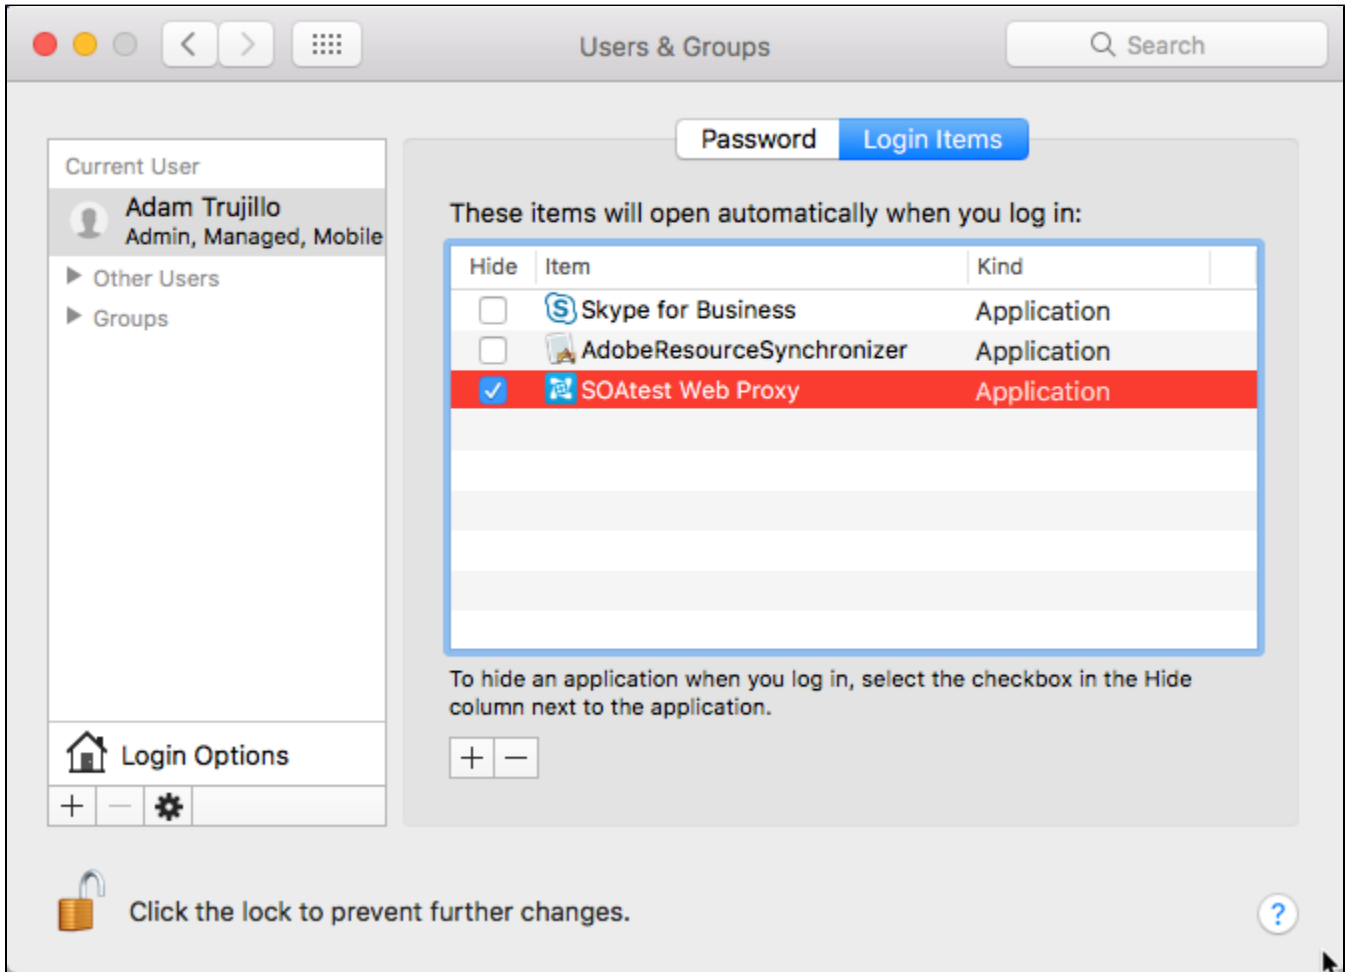 Users & Groups
Search
Password
Login Items
Current User
Adam Trujillo
Admin, Managed, Mobile
Other Users
Groups
These items will open automatically when you log in:
Hide Item Kind
Skype for Business Application
AdobeResourceSynchronizer Application
SOAtest Web Proxy Application
To hide an application when you log in, select the checkbox in the Hide
column next to the application.
+ −
Login Options
+ −
Click the lock to prevent further changes.
?